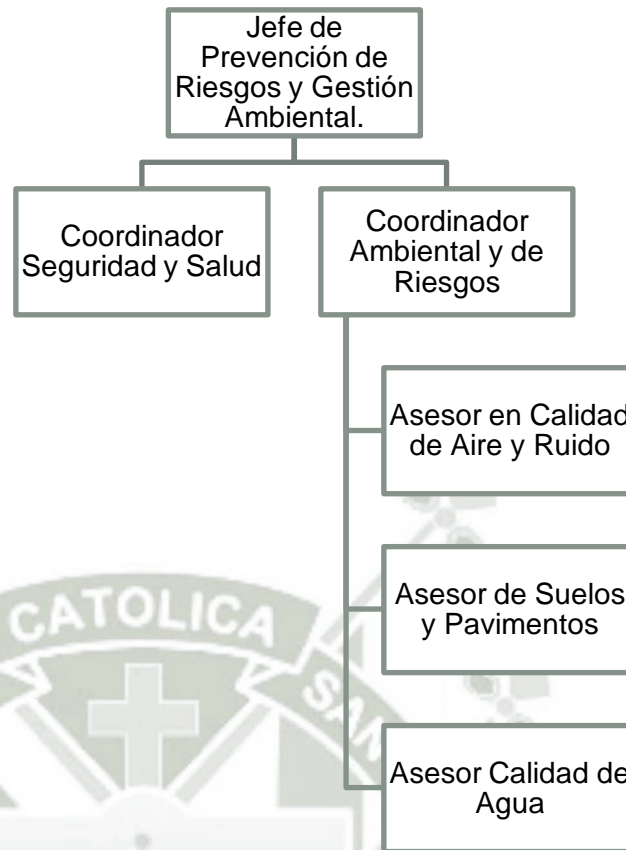 Jefe de
Prevención de
Riesgos y Gestión
Ambiental.
Coordinador
Seguridad y Salud
Coordinador
Ambiental y de
Riesgos
Asesor en Calidad
de Aire y Ruido
Asesor de Suelos
y Pavimentos
Asesor Calidad de
Agua
CATOLICA
SAN